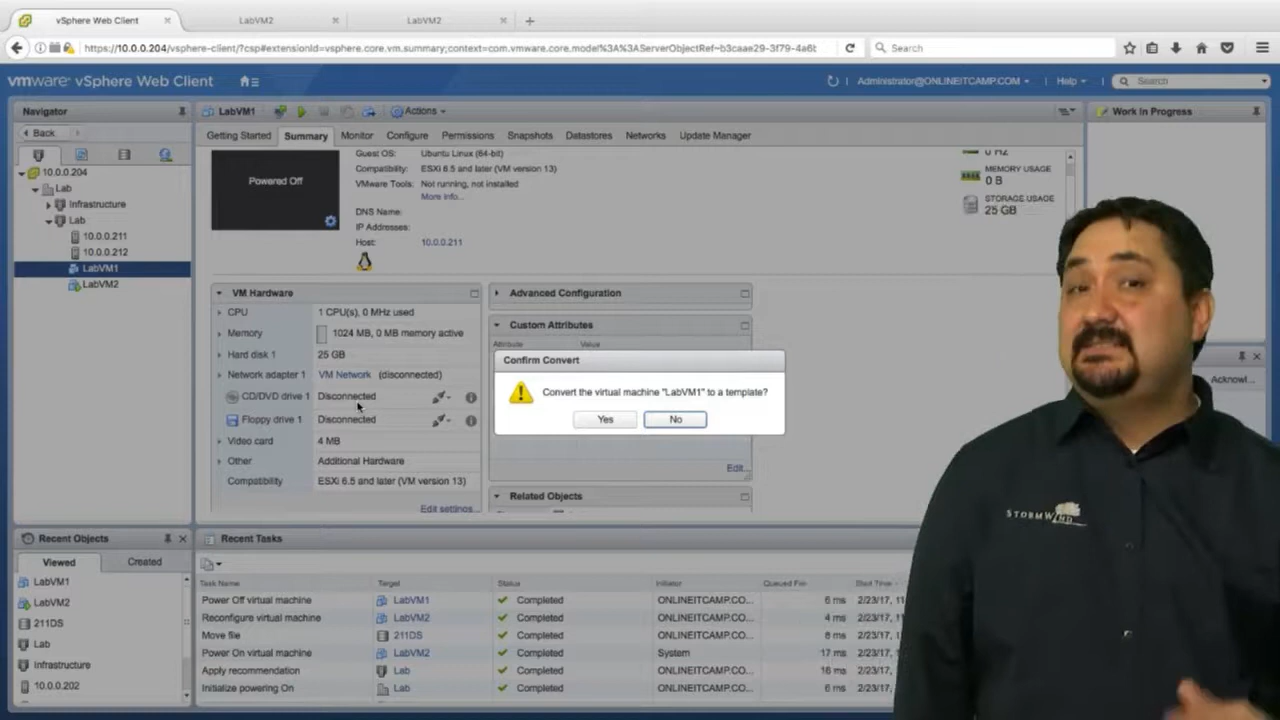 vSphere Web Client
LabVM2
LabVM2
https://10.0.0.204/vsphere-client/?csp#extensionId=vsphere.core.vm.summary;context=com.vmware.core.model%3A%3AServerObjectRef~b3caae29-3f79-4a6b
Search
vmware® vSphere Web Client
Administrator@ONLINEITCAMP.COM
Help
Search
Navigator
Back
10.0.0.204
Lab
Infrastructure
Lab
10.0.0.211
10.0.0.212
LabVM1
LabVM2
LabVM1
Actions
Getting Started
Summary
Monitor
Configure
Permissions
Snapshots
Datastores
Networks
Update Manager
Powered Off
Guest OS: Ubuntu Linux (64-bit)
Compatibility: ESXi 6.5 and later (VM version 13)
VMware Tools: Not running, not installed
More info...
DNS Name:
IP Addresses:
Host: 10.0.0.211
0 HZ
MEMORY USAGE
0 B
STORAGE USAGE
25 GB
VM Hardware
CPU 1 CPU(s), 0 MHz used
Memory 1024 MB, 0 MB memory active
Hard disk 1 25 GB
Network adapter 1 VM Network (disconnected)
CD/DVD drive 1 Disconnected
Floppy drive 1 Disconnected
Video card 4 MB
Other Additional Hardware
Compatibility ESXi 6.5 and later (VM version 13)
Edit settings...
Advanced Configuration
Custom Attributes
Attribute Value
Confirm Convert
Convert the virtual machine "LabVM1" to a template?
Yes
No
Edit...
Related Objects
Work In Progress
Acknowl...
STORMWIND
Recent Objects
Viewed
Created
LabVM1
LabVM2
211DS
Lab
Infrastructure
10.0.0.202
Recent Tasks
Task Name Target Status Initiator Queued For Start Time
Power Off virtual machine LabVM1 Completed ONLINEITCAMP.CO... 6 ms 2/23/17, 11
Reconfigure virtual machine LabVM2 Completed ONLINEITCAMP.CO... 4 ms 2/23/17, 11
Move file 211DS Completed ONLINEITCAMP.CO... 8 ms 2/23/17, 1
Power On virtual machine LabVM2 Completed System 17 ms 2/23/17, 1
Apply recommendation Lab Completed ONLINEITCAMP.CO... 16 ms 2/23/17,
Initialize powering On Lab Completed ONLINEITCAMP.CO... 6 ms 2/23/17,